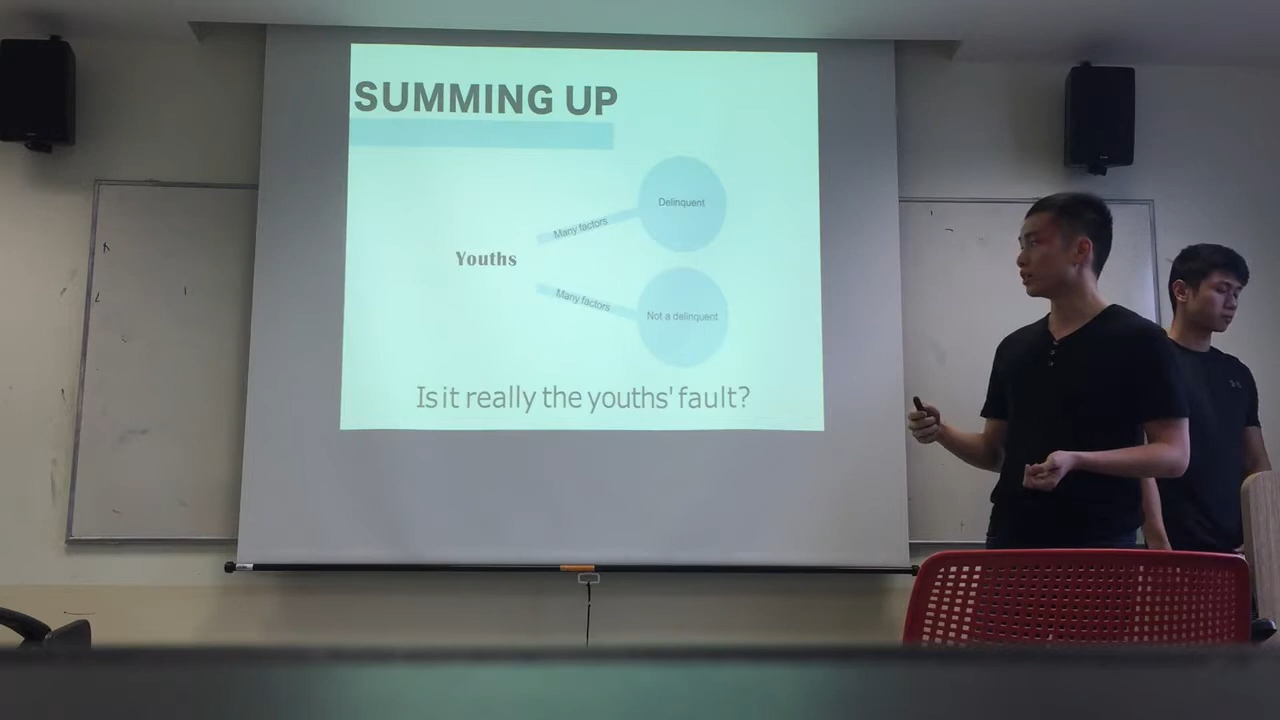 SUMMING UP
Delinquent
Many factors
Youths
Many factors
Not a delinquent
Is it really the youths' fault?